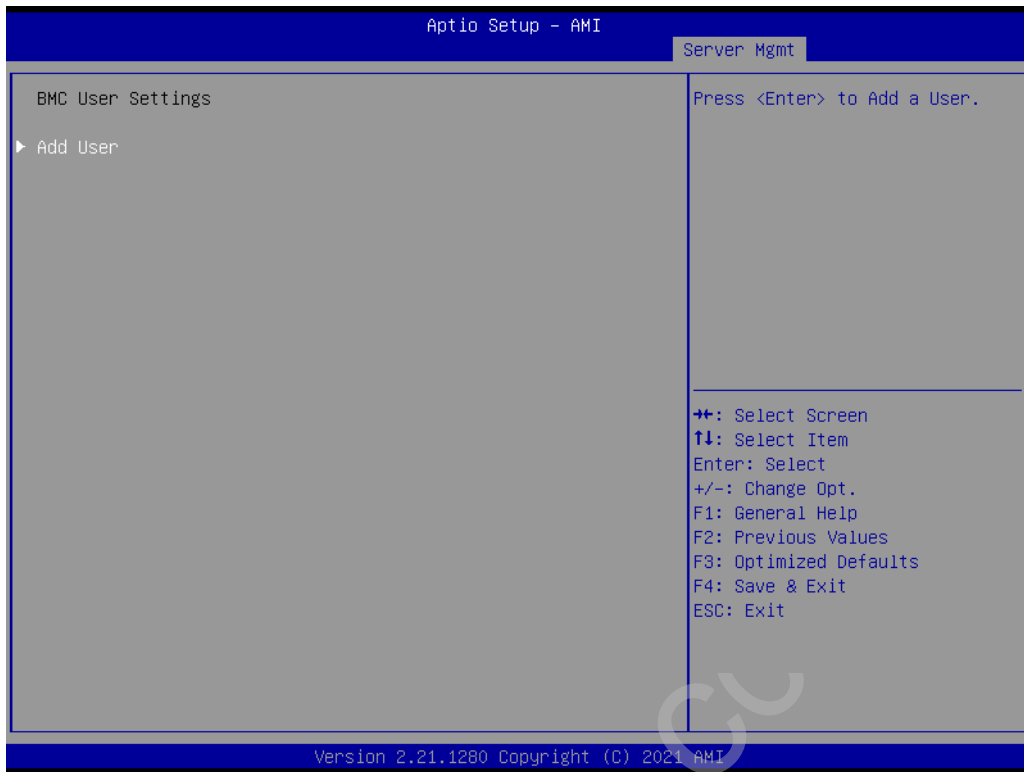 Aptio Setup – AMI
Server Mgmt
BMC User Settings
Add User
Press <Enter> to Add a User.
→←: Select Screen
↑↓: Select Item
Enter: Select
+/-: Change Opt.
F1: General Help
F2: Previous Values
F3: Optimized Defaults
F4: Save & Exit
ESC: Exit
Version 2.21.1280 Copyright (C) 2021 AMI